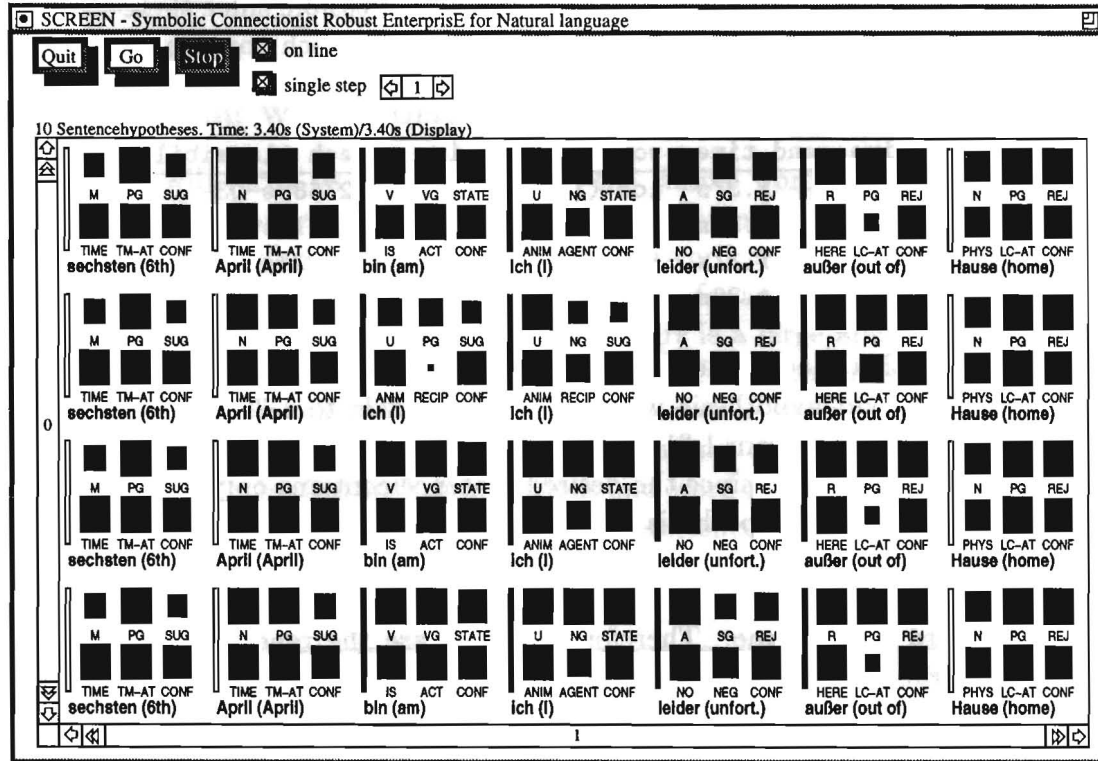 SCREEN - Symbolic Connectionist Robust EnterprisE for Natural language
Quit Go Stop on line
single step 1
10 Sentencehypotheses. Time: 3.40s (System)/3.40s (Display)
M PG SUG N PG SUG V VG STATE U NG STATE A SG REJ R PG REJ N PG REJ
TIME TM-AT CONF TIME TM-AT CONF IS ACT CONF ANIM AGENT CONF NO NEG CONF HERE LC-AT CONF PHYS LC-AT CONF
sechsten (6th) April (April) bin (am) ich (I) leider (unfort.) außer (out of) Hause (home)
M PG SUG N PG SUG U PG SUG U NG SUG A SG REJ R PG REJ N PG REJ
TIME TM-AT CONF TIME TM-AT CONF ANIM RECIP CONF ANIM RECIP CONF NO NEG CONF HERE LC-AT CONF PHYS LC-AT CONF
sechsten (6th) April (April) ich (I) ich (I) leider (unfort.) außer (out of) Hause (home)
0
M PG SUG N PG SUG V VG STATE U NG STATE A SG REJ R PG REJ N PG REJ
TIME TM-AT CONF TIME TM-AT CONF IS ACT CONF ANIM AGENT CONF NO NEG CONF HERE LC-AT CONF PHYS LC-AT CONF
sechsten (6th) April (April) bin (am) ich (I) leider (unfort.) außer (out of) Hause (home)
M PG SUG N PG SUG V VG STATE U NG STATE A SG REJ R PG REJ N PG REJ
TIME TM-AT CONF TIME TM-AT CONF IS ACT CONF ANIM AGENT CONF NO NEG CONF HERE LC-AT CONF PHYS LC-AT CONF
sechsten (6th) April (April) bin (am) ich (I) leider (unfort.) außer (out of) Hause (home)
1